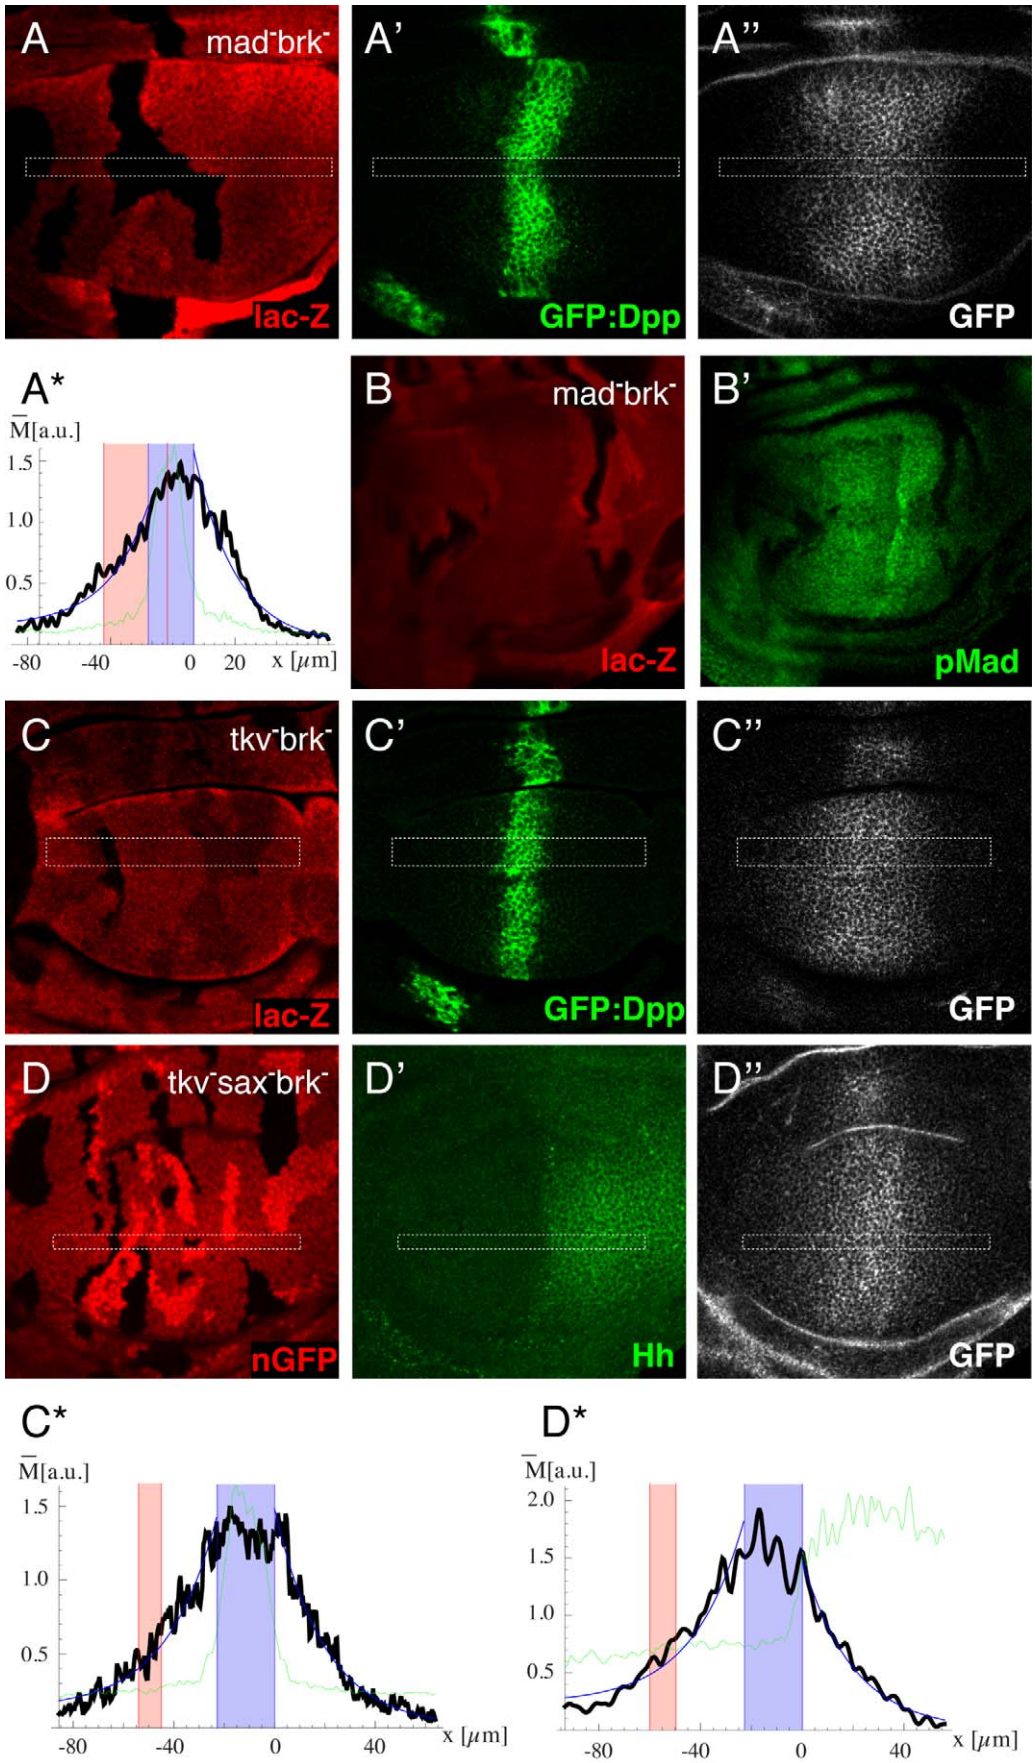 A mad-brk- lac-Z
A' GFP:Dpp
A'' GFP
A*
M̅[a.u.]
1.5
1.0
0.5
-80 -40 0 20 x [µm]
B mad-brk- lac-Z
B' pMad
C tkv-brk- lac-Z
C' GFP:Dpp
C'' GFP
D tkv-sax-brk- nGFP
D' Hh
D'' GFP
C*
M̅[a.u.]
1.5
1.0
0.5
-80 -40 0 40 x [µm]
D*
M̅[a.u.]
2.0
1.5
1.0
0.5
-80 -40 0 40 x [µm]